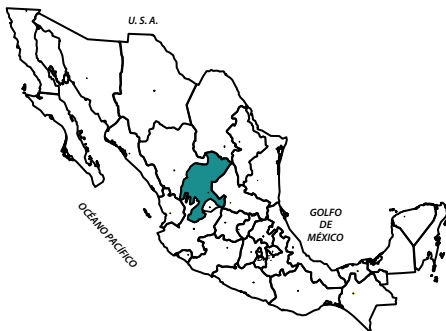 U. S. A.
OCÉANO PACÍFICO
GOLFO
DE
MÉXICO